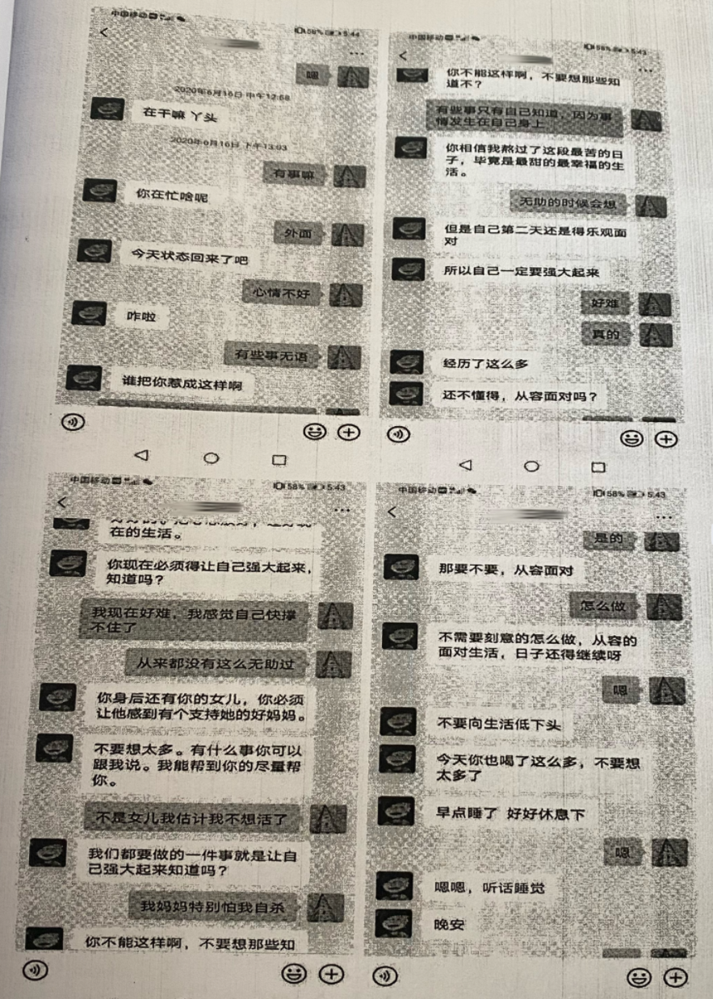 中国移动
58% 5:44
嗯
2020年6月16日 中午12:58
在干嘛 丫头
2020年6月16日 下午13:03
有事嘛
你在忙啥呢
外面
今天状态回来了吧
心情不好
咋啦
有些事无语
谁把你惹成这样啊
中国移动
58% 5:43
你不能这样啊，不要想那些知
道不？
有些事只有自己知道，因为事
情发生在自己身上
你相信我熬过了这段最苦的日
子，毕竟是最甜的最幸福的生
活。
无助的时候会想
但是自己第二天还是得乐观面
对
所以自己一定要强大起来
好难
真的
经历了这么多
还不懂得，从容面对吗？
中国移动
58% 5:43
在的生活。
你现在必须得让自己强大起来，
知道吗？
我现在好难，我感觉自己快撑
不住了
从来都没有这么无助过
你身后还有你的女儿，你必须
让他感到有个支持她的好妈妈。
不要想太多。有什么事你可以
跟我说。我能帮到你的尽量帮
你。
不是女儿我估计我不想活了
我们都要做的一件事就是让自
己强大起来知道吗？
我妈妈特别怕我自杀
你不能这样啊，不要想那些知
中国移动
58% 5:43
是的
那要不要，从容面对
怎么做
不需要刻意的怎么做，从容的
面对生活，日子还得继续呀
嗯
不要向生活低下头
今天你也喝了这么多，不要想
太多了
早点睡了 好好休息下
嗯
嗯嗯，听话睡觉
晚安